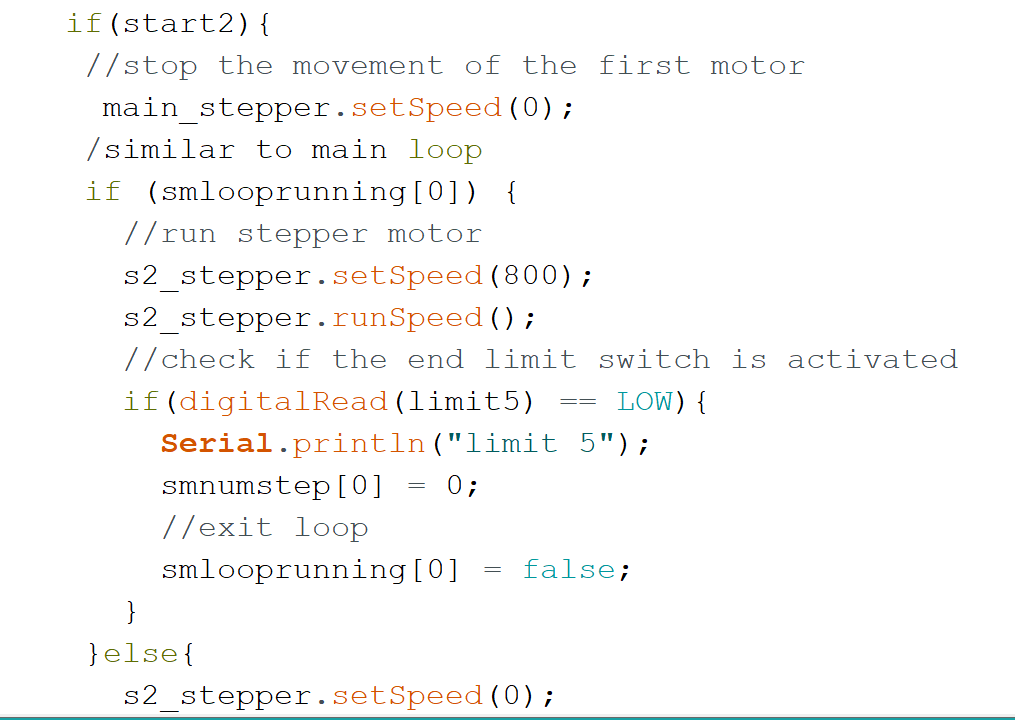 if(start2){
//stop the movement of the first motor
main_stepper.setSpeed(0);
/similar to main loop
if (smlooprunning[0]) {
//run stepper motor
s2_stepper.setSpeed(800);
s2_stepper.runSpeed();
//check if the end limit switch is activated
if(digitalRead(limit5) == LOW){
Serial.println("limit 5");
smnumstep[0] = 0;
//exit loop
smlooprunning[0] = false;
}
}else{
s2_stepper.setSpeed(0);